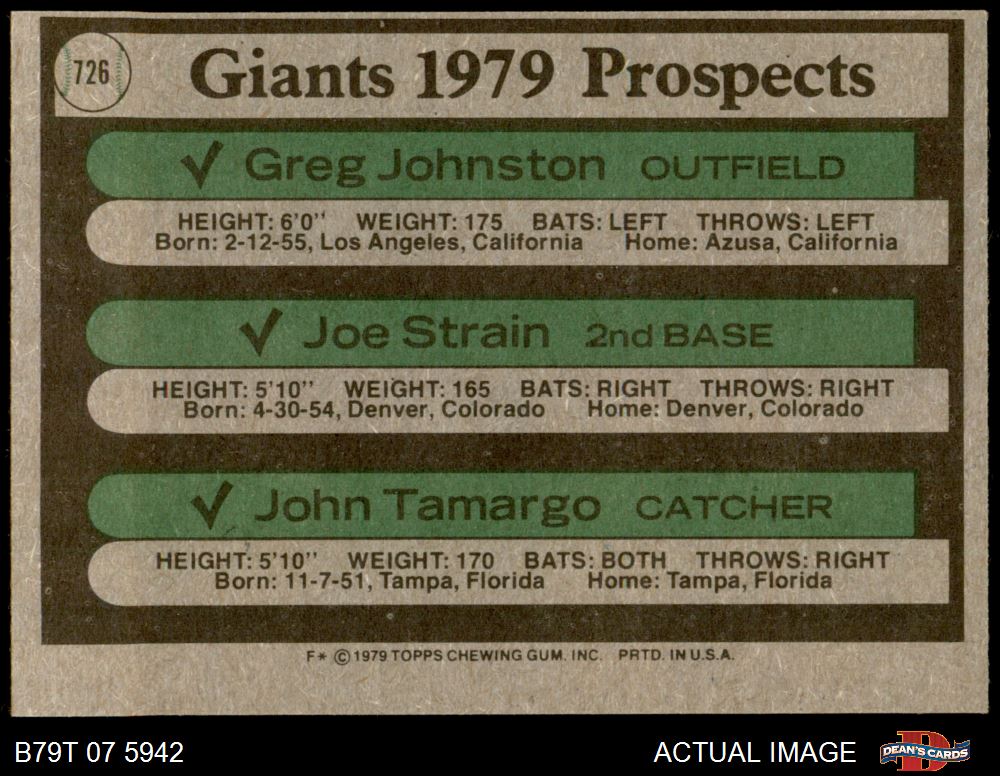 726
Giants 1979 Prospects
✓ Greg Johnston OUTFIELD
HEIGHT: 6'0'' WEIGHT: 175 BATS: LEFT THROWS: LEFT
Born: 2-12-55, Los Angeles, California Home: Azusa, California
✓ Joe Strain 2nd BASE
HEIGHT: 5'10'' WEIGHT: 165 BATS: RIGHT THROWS: RIGHT
Born: 4-30-54, Denver, Colorado Home: Denver, Colorado
✓ John Tamargo CATCHER
HEIGHT: 5'10'' WEIGHT: 170 BATS: BOTH THROWS: RIGHT
Born: 11-7-51, Tampa, Florida Home: Tampa, Florida
F* © 1979 TOPPS CHEWING GUM. INC. PRTD. IN U.S.A.
B79T 07 5942 ACTUAL IMAGE D DEAN'S CARDS